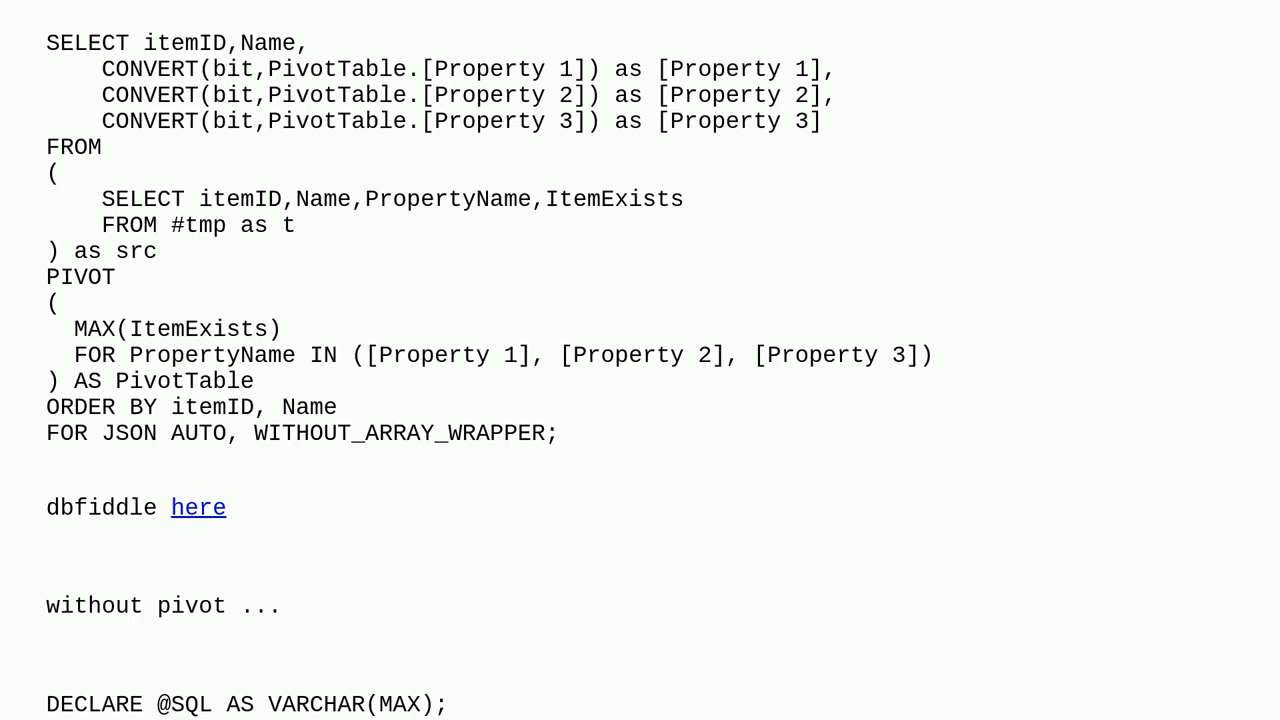 SELECT itemID,Name,
    CONVERT(bit,PivotTable.[Property 1]) as [Property 1],
    CONVERT(bit,PivotTable.[Property 2]) as [Property 2],
    CONVERT(bit,PivotTable.[Property 3]) as [Property 3]
FROM
(
    SELECT itemID,Name,PropertyName,ItemExists
    FROM #tmp as t
) as src
PIVOT
(
  MAX(ItemExists)
  FOR PropertyName IN ([Property 1], [Property 2], [Property 3])
) AS PivotTable
ORDER BY itemID, Name
FOR JSON AUTO, WITHOUT_ARRAY_WRAPPER;
dbfiddle here
without pivot ...
DECLARE @SQL AS VARCHAR(MAX);